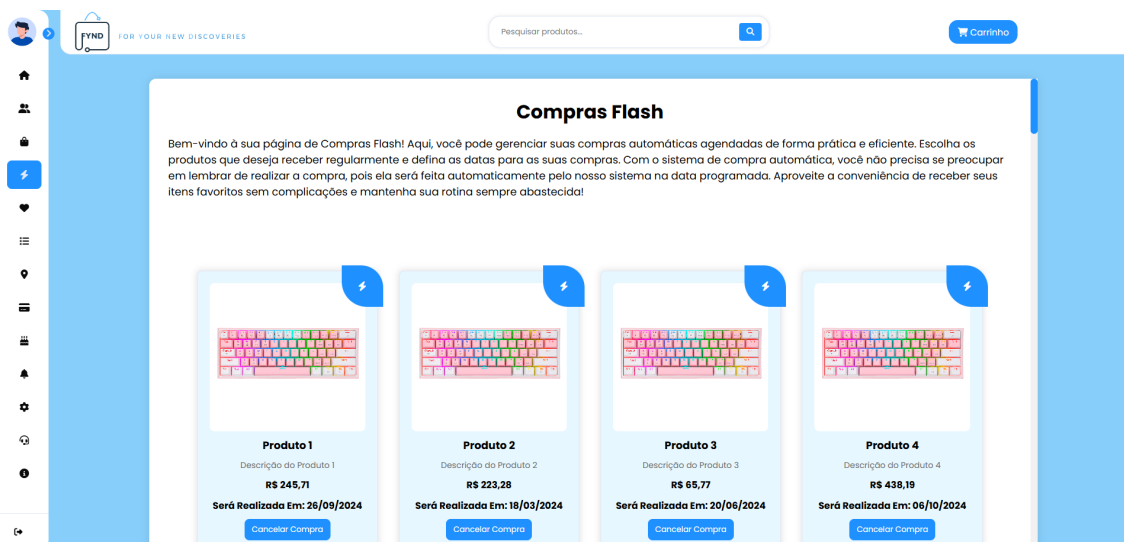 FYND
FOR YOUR NEW DISCOVERIES
Pesquisar produtos...
Carrinho
Compras Flash
Bem-vindo à sua página de Compras Flash! Aqui, você pode gerenciar suas compras automáticas agendadas de forma prática e eficiente. Escolha os
produtos que deseja receber regularmente e defina as datas para as suas compras. Com o sistema de compra automática, você não precisa se preocupar
em lembrar de realizar a compra, pois ela será feita automaticamente pelo nosso sistema na data programada. Aproveite a conveniência de receber seus
itens favoritos sem complicações e mantenha sua rotina sempre abastecida!
Produto 1
Descrição do Produto 1
R$ 245,71
Será Realizada Em: 26/09/2024
Cancelar Compra
Produto 2
Descrição do Produto 2
R$ 223,28
Será Realizada Em: 18/03/2024
Cancelar Compra
Produto 3
Descrição do Produto 3
R$ 65,77
Será Realizada Em: 20/06/2024
Cancelar Compra
Produto 4
Descrição do Produto 4
R$ 438,19
Será Realizada Em: 06/10/2024
Cancelar Compra